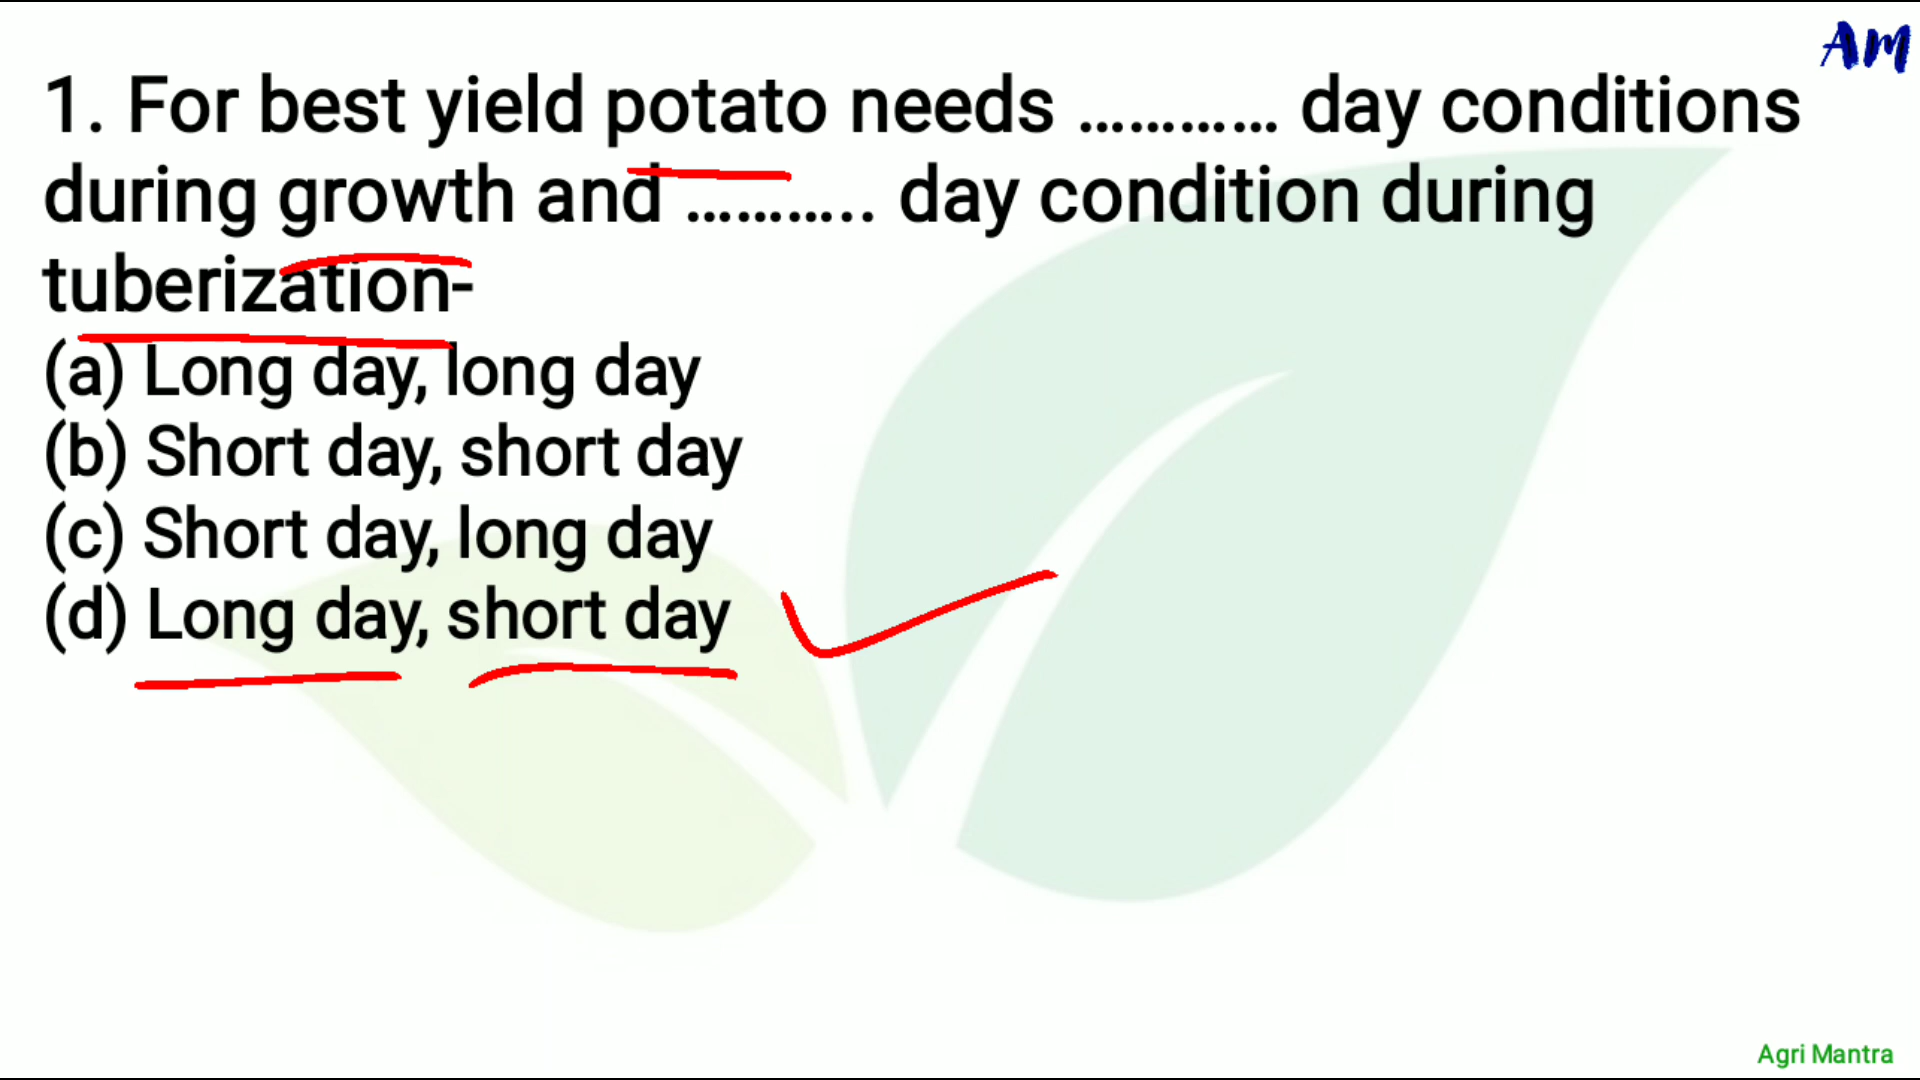 AM
1. For best yield potato needs ………… day conditions
during growth and ……….. day condition during
tuberization-
(a) Long day, long day
(b) Short day, short day
(c) Short day, long day
(d) Long day, short day
Agri Mantra